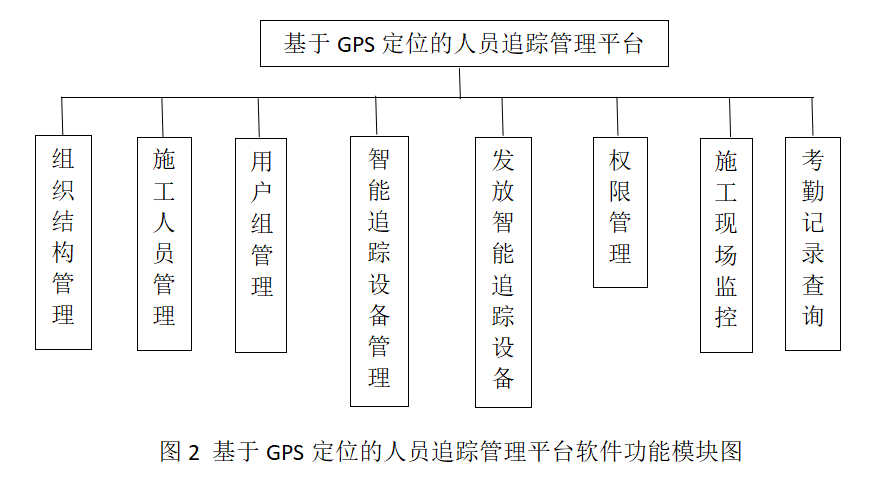 基于 GPS 定位的人员追踪管理平台
组织结构管理
施工人员管理
用户组管理
智能追踪设备管理
发放智能追踪设备
权限管理
施工现场监控
考勤记录查询
图 2 基于 GPS 定位的人员追踪管理平台软件功能模块图